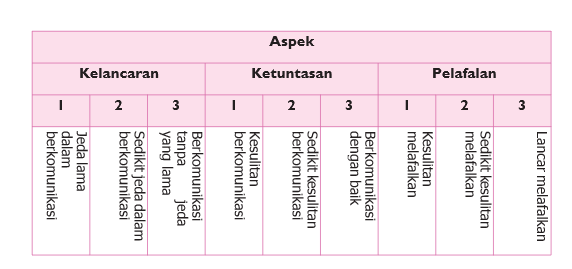 Aspek
Kelancaran Ketuntasan Pelafalan
1 2 3 1 2 3 1 2 3
Jeda lama
dalam
berkomunikasi
Sedikit jeda dalam
berkomunikasi
Berkomunikasi
tanpa jeda
yang lama
Kesulitan
berkomunikasi
Sedikit kesulitan
berkomunikasi
Berkomunikasi
dengan baik
Kesulitan
melafalkan
Sedikit kesulitan
melafalkan
Lancar melafalkan